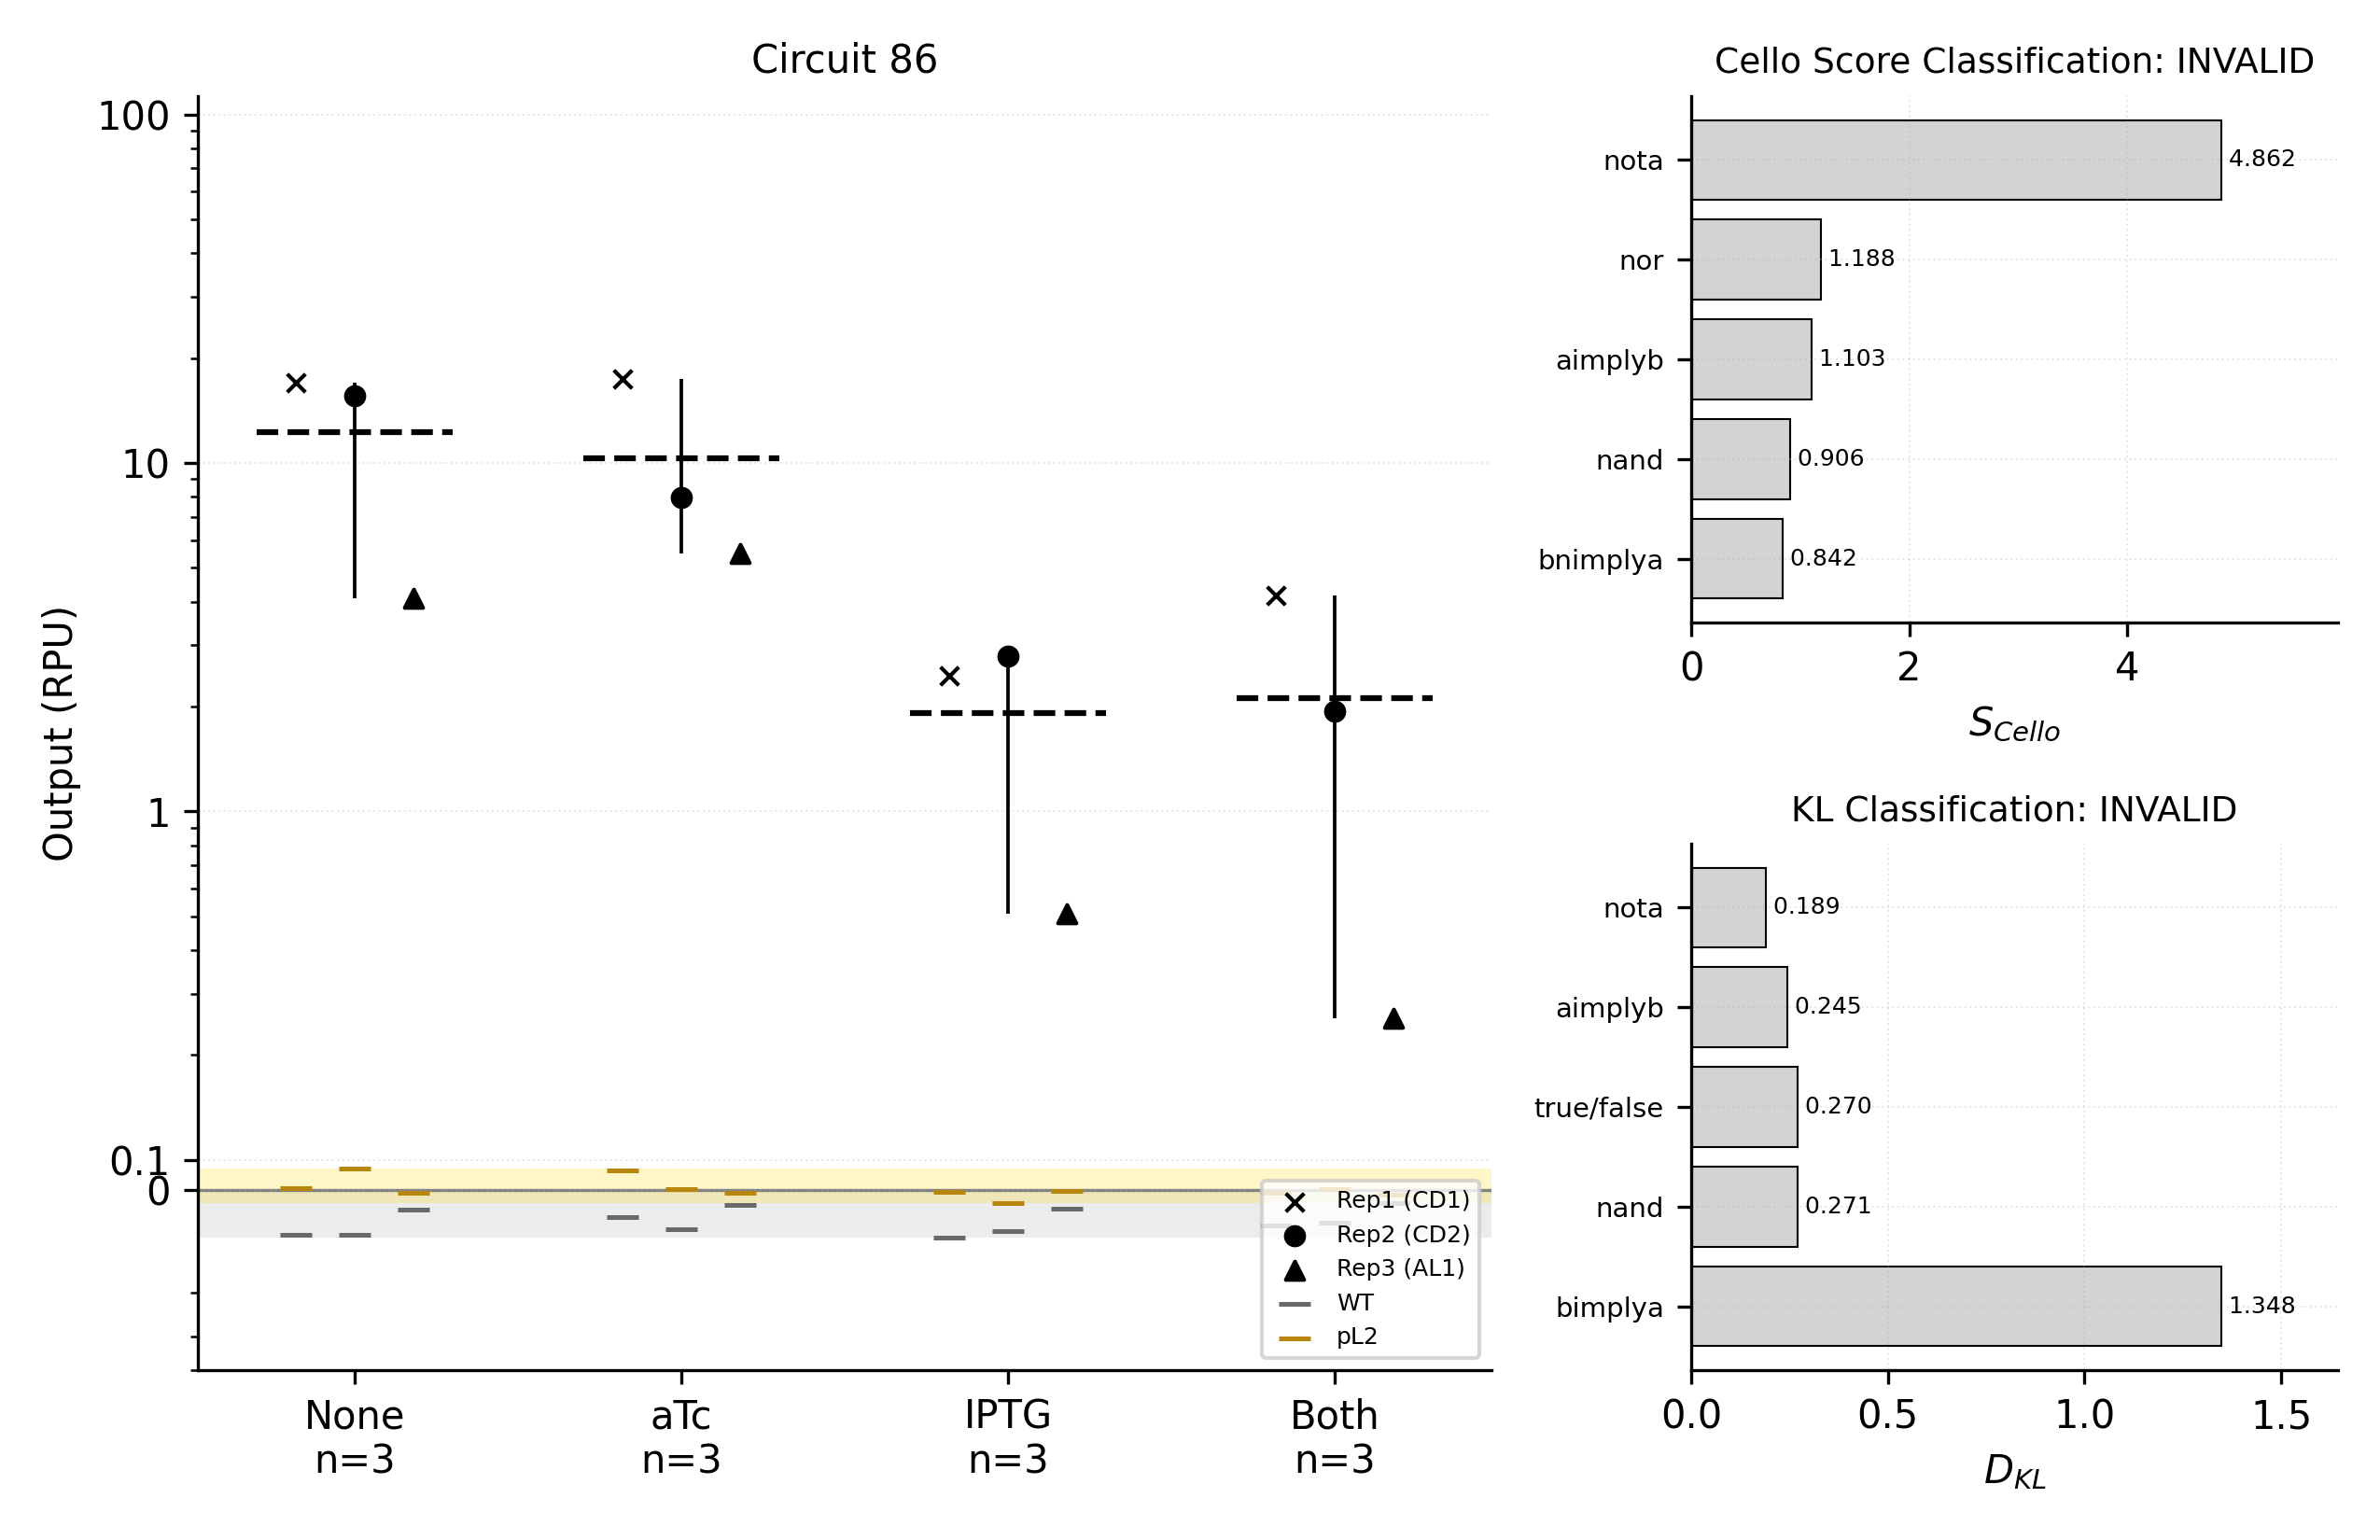 Circuit 86
100
10
1
0.1
0
Output (RPU)
None
n=3
aTc
n=3
IPTG
n=3
Both
n=3
Rep1 (CD1)
Rep2 (CD2)
Rep3 (AL1)
WT
pL2
Cello Score Classification: INVALID
nota
4.862
nor
1.188
aimplyb
1.103
nand
0.906
bnimplya
0.842
0 2 4
S_Cello
KL Classification: INVALID
nota
0.189
aimplyb
0.245
true/false
0.270
nand
0.271
bimplya
1.348
0.0 0.5 1.0 1.5
D_KL